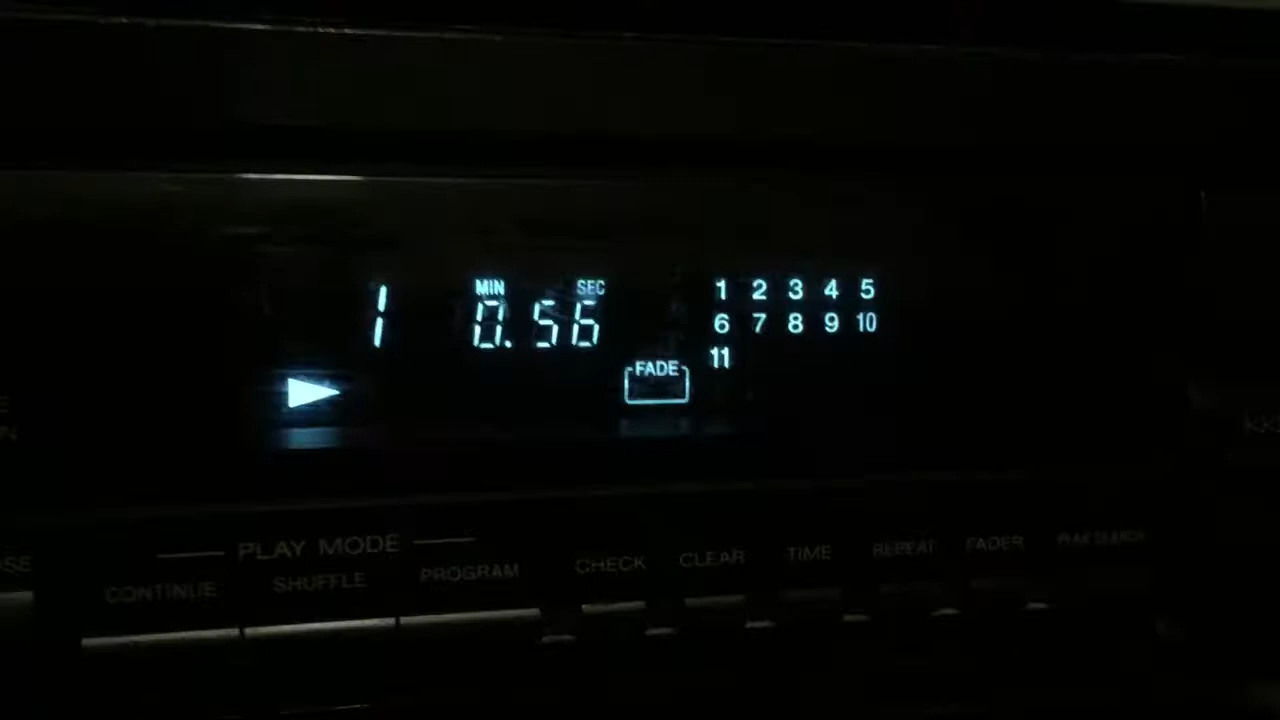 MIN SEC
1 0.56
1 2 3 4 5
6 7 8 9 10
11
FADE
PLAY MODE
CONTINUE SHUFFLE PROGRAM CHECK CLEAR TIME REPEAT FADER